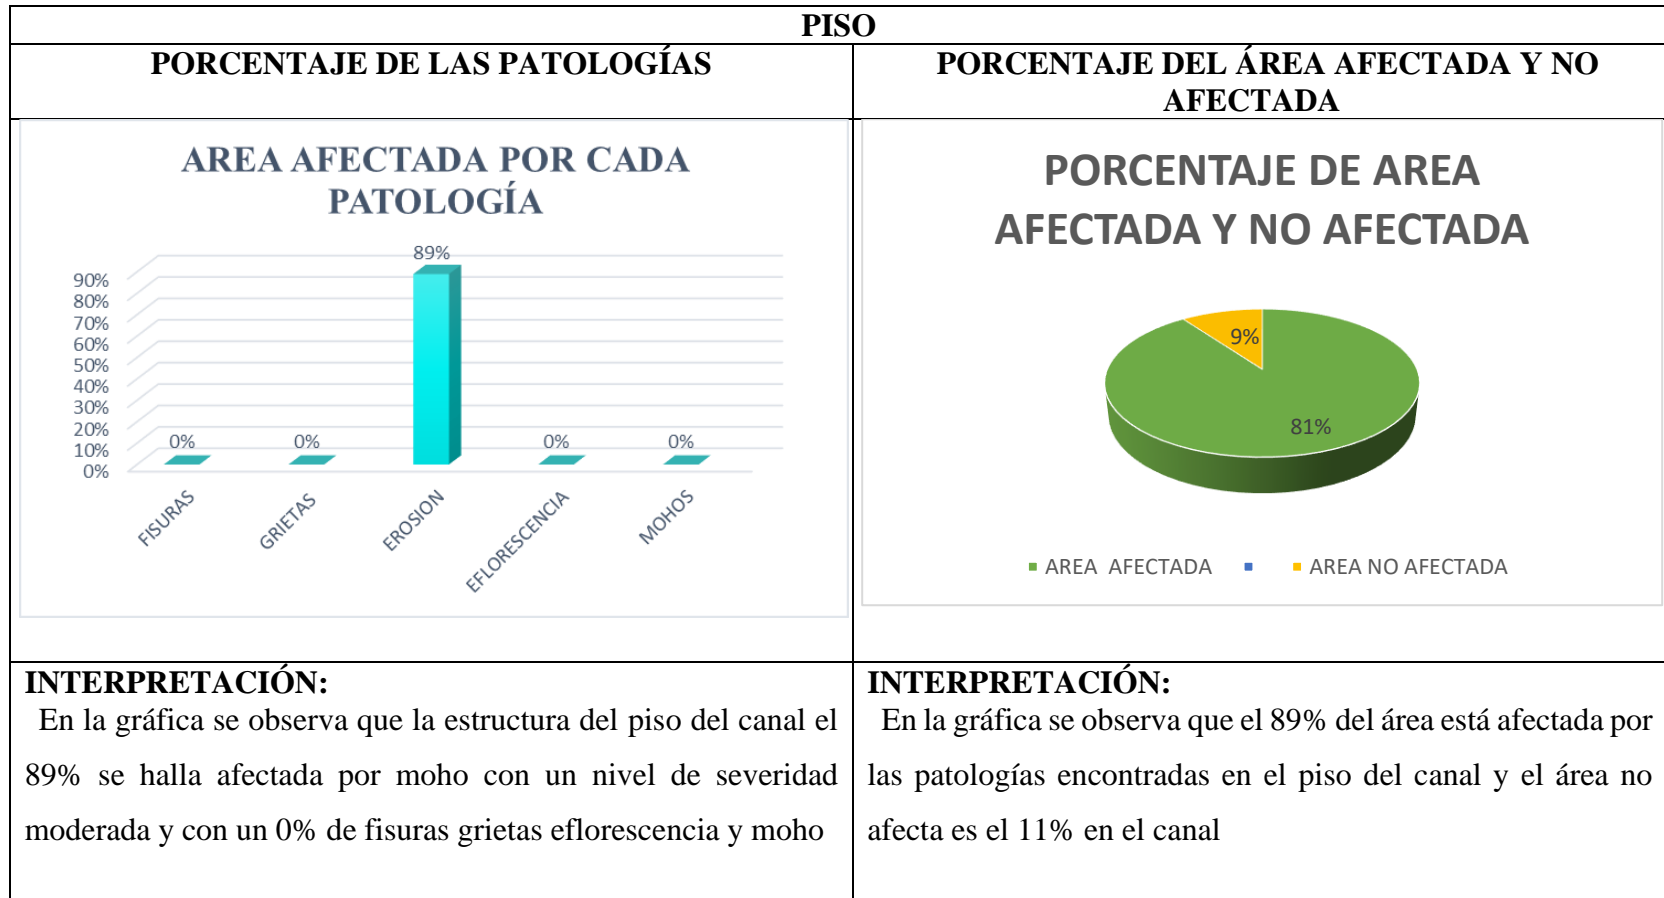 PISO
PORCENTAJE DE LAS PATOLOGÍAS
PORCENTAJE DEL ÁREA AFECTADA Y NO
AFECTADA
AREA AFECTADA POR CADA
PATOLOGÍA
89%
90%
80%
70%
60%
50%
40%
30%
20%
10%
0%
0%
0%
0%
0%
FISURAS
GRIETAS
EROSION
EFLORESCENCIA
MOHOS
PORCENTAJE DE AREA
AFECTADA Y NO AFECTADA
9%
81%
AREA AFECTADA
AREA NO AFECTADA
INTERPRETACIÓN:
En la gráfica se observa que la estructura del piso del canal el
89% se halla afectada por moho con un nivel de severidad
moderada y con un 0% de fisuras grietas eflorescencia y moho
INTERPRETACIÓN:
En la gráfica se observa que el 89% del área está afectada por
las patologías encontradas en el piso del canal y el área no
afecta es el 11% en el canal